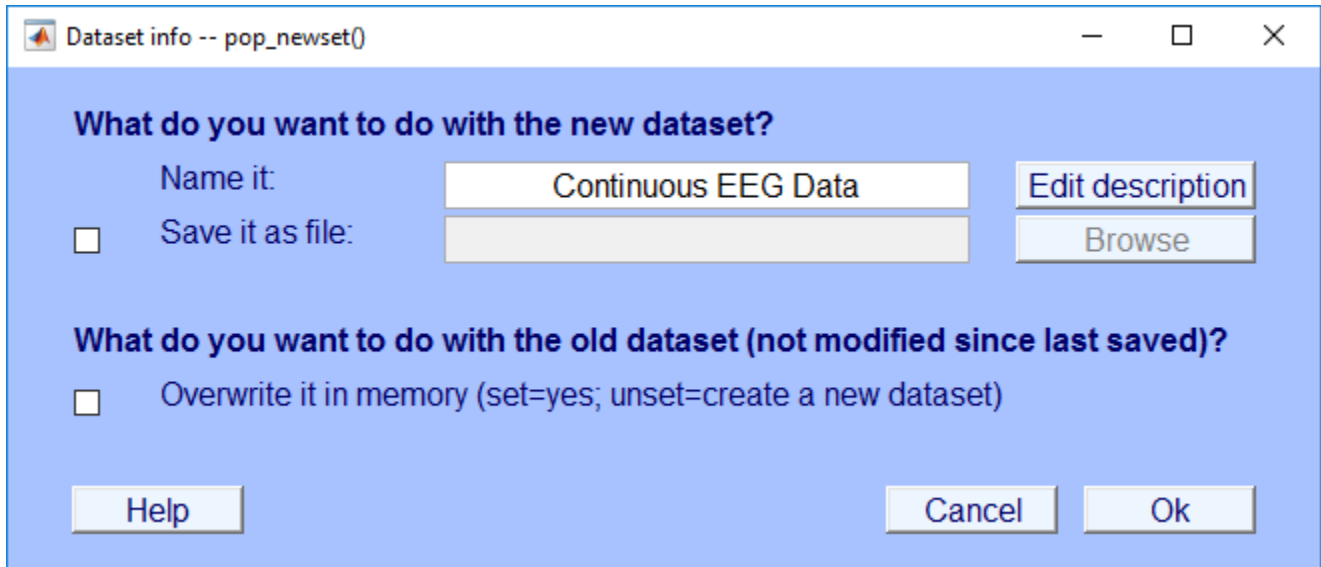 Dataset info -- pop_newset()
What do you want to do with the new dataset?
Name it:
Continuous EEG Data
Edit description
Save it as file:
Browse
What do you want to do with the old dataset (not modified since last saved)?
Overwrite it in memory (set=yes; unset=create a new dataset)
Help
Cancel
Ok